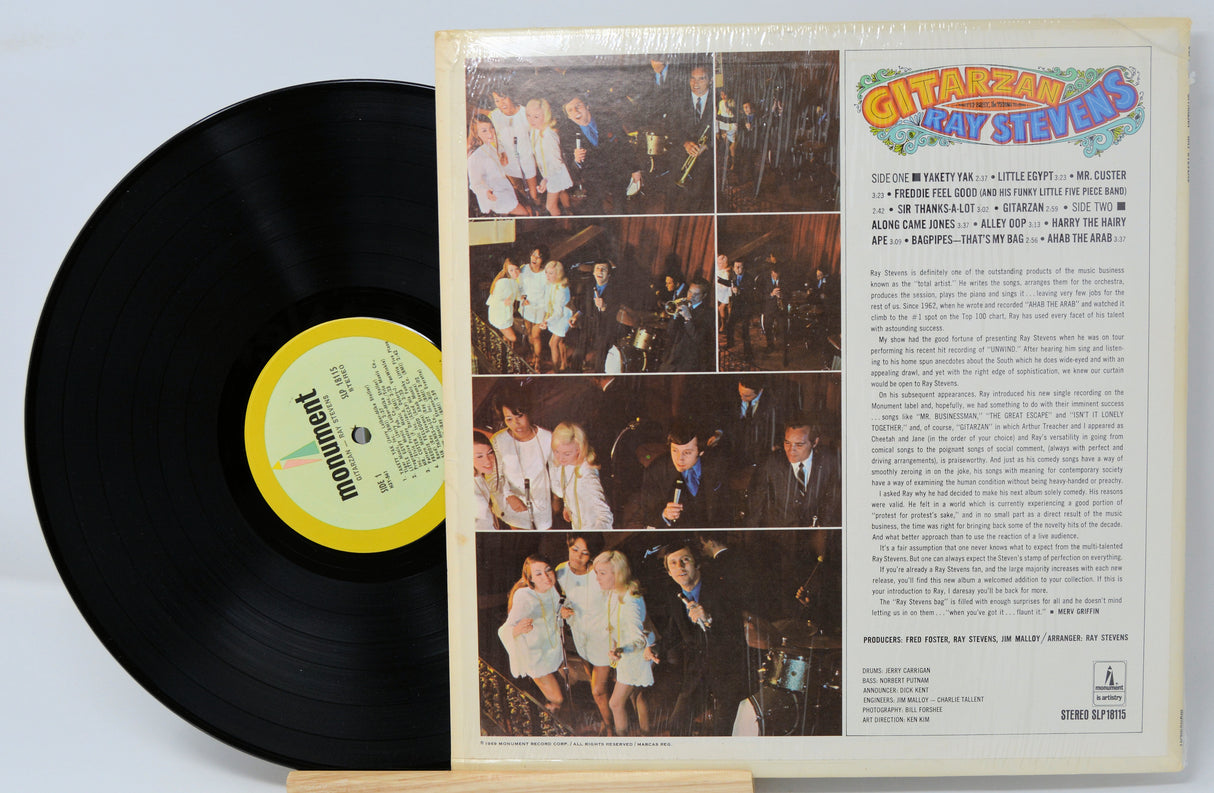 monument
GITARZAN
RAY STEVENS
SLP 18115
STEREO
SIDE 1
GITARZAN
RAY STEVENS
SIDE ONE ■ YAKETY YAK 2:37 • LITTLE EGYPT 3:23 • MR. CUSTER
3:23 • FREDDIE FEEL GOOD (AND HIS FUNKY LITTLE FIVE PIECE BAND)
2:42 • SIR THANKS-A-LOT 3:02 • GITARZAN 2:59 • SIDE TWO ■
ALONG CAME JONES 3:37 • ALLEY OOP 3:13 • HARRY THE HAIRY
APE 3:09 • BAGPIPES—THAT'S MY BAG 2:56 • AHAB THE ARAB 3:37
Ray Stevens is definitely one of the outstanding products of the music business
known as the "total artist." He writes the songs, arranges them for the orchestra,
produces the session, plays the piano and sings it . . . leaving very few jobs for the
rest of us. Since 1962, when he wrote and recorded "AHAB THE ARAB" and watched it
climb to the #1 spot on the Top 100 chart, Ray has used every facet of his talent
with astounding success.
My show had the good fortune of presenting Ray Stevens when he was on tour
performing his recent hit recording of "UNWIND." After hearing him sing and listen-
ing to his home spun anecdotes about the South which he does wide-eyed and with an
appealing drawl, and yet with the right edge of sophistication, we knew our curtain
would be open to Ray Stevens.
On his subsequent appearances, Ray introduced his new single recording on the
Monument label and, hopefully, we had something to do with their imminent success
. . . songs like "MR. BUSINESSMAN," "THE GREAT ESCAPE" and "ISN'T IT LONELY
TOGETHER," and, of course, "GITARZAN" in which Arthur Treacher and I appeared as
Cheetah and Jane (in the order of your choice) and Ray's versatility in going from
comical songs to the poignant songs of social comment, (always with perfect and
driving arrangements), is praiseworthy. And just as his comedy songs have a way of
smoothly zeroing in on the joke, his songs with meaning for contemporary society
have a way of examining the human condition without being heavy-handed or preachy.
I asked Ray why he had decided to make his next album solely comedy. His reasons
were valid. He felt in a world which is currently experiencing a good portion of
"protest for protest's sake," and in no small part as a direct result of the music
business, the time was right for bringing back some of the novelty hits of the decade.
And what better approach than to use the reaction of a live audience.
It's a fair assumption that one never knows what to expect from the multi-talented
Ray Stevens. But one can always expect the Steven's stamp of perfection on everything.
If you're already a Ray Stevens fan, and the large majority increases with each new
release, you'll find this new album a welcomed addition to your collection. If this is
your introduction to Ray, I daresay you'll be back for more.
The "Ray Stevens bag" is filled with enough surprises for all and he doesn't mind
letting us in on them . . . "when you've got it . . . flaunt it." ■ MERV GRIFFIN
PRODUCERS: FRED FOSTER, RAY STEVENS, JIM MALLOY/ARRANGER: RAY STEVENS
DRUMS: JERRY CARRIGAN
BASS: NORBERT PUTNAM
ANNOUNCER: DICK KENT
ENGINEERS: JIM MALLOY — CHARLIE TALLENT
PHOTOGRAPHY: BILL FORSHEE
ART DIRECTION: KEN KIM
monument
is artistry
STEREO SLP18115
© 1969 MONUMENT RECORD CORP. / ALL RIGHTS RESERVED / MARCAS REG.